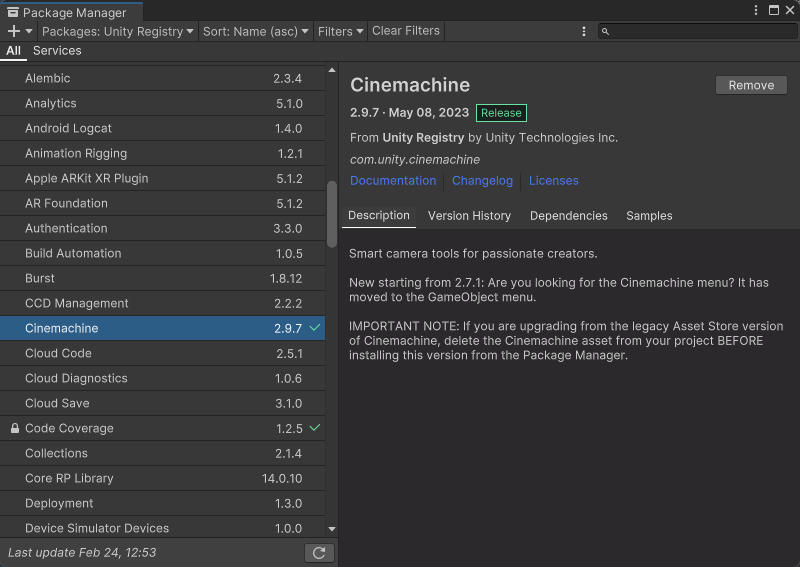 Package Manager
Packages: Unity Registry Sort: Name (asc) Filters Clear Filters
All Services
Alembic 2.3.4
Analytics 5.1.0
Android Logcat 1.4.0
Animation Rigging 1.2.1
Apple ARKit XR Plugin 5.1.2
AR Foundation 5.1.2
Authentication 3.3.0
Build Automation 1.0.5
Burst 1.8.12
CCD Management 2.2.2
Cinemachine 2.9.7
Cloud Code 2.5.1
Cloud Diagnostics 1.0.6
Cloud Save 3.1.0
Code Coverage 1.2.5
Collections 2.1.4
Core RP Library 14.0.10
Deployment 1.3.0
Device Simulator Devices 1.0.0
Last update Feb 24, 12:53
Cinemachine Remove
2.9.7 · May 08, 2023 Release
From Unity Registry by Unity Technologies Inc.
com.unity.cinemachine
Documentation Changelog Licenses
Description Version History Dependencies Samples
Smart camera tools for passionate creators.
New starting from 2.7.1: Are you looking for the Cinemachine menu? It has
moved to the GameObject menu.
IMPORTANT NOTE: If you are upgrading from the legacy Asset Store version
of Cinemachine, delete the Cinemachine asset from your project BEFORE
installing this version from the Package Manager.